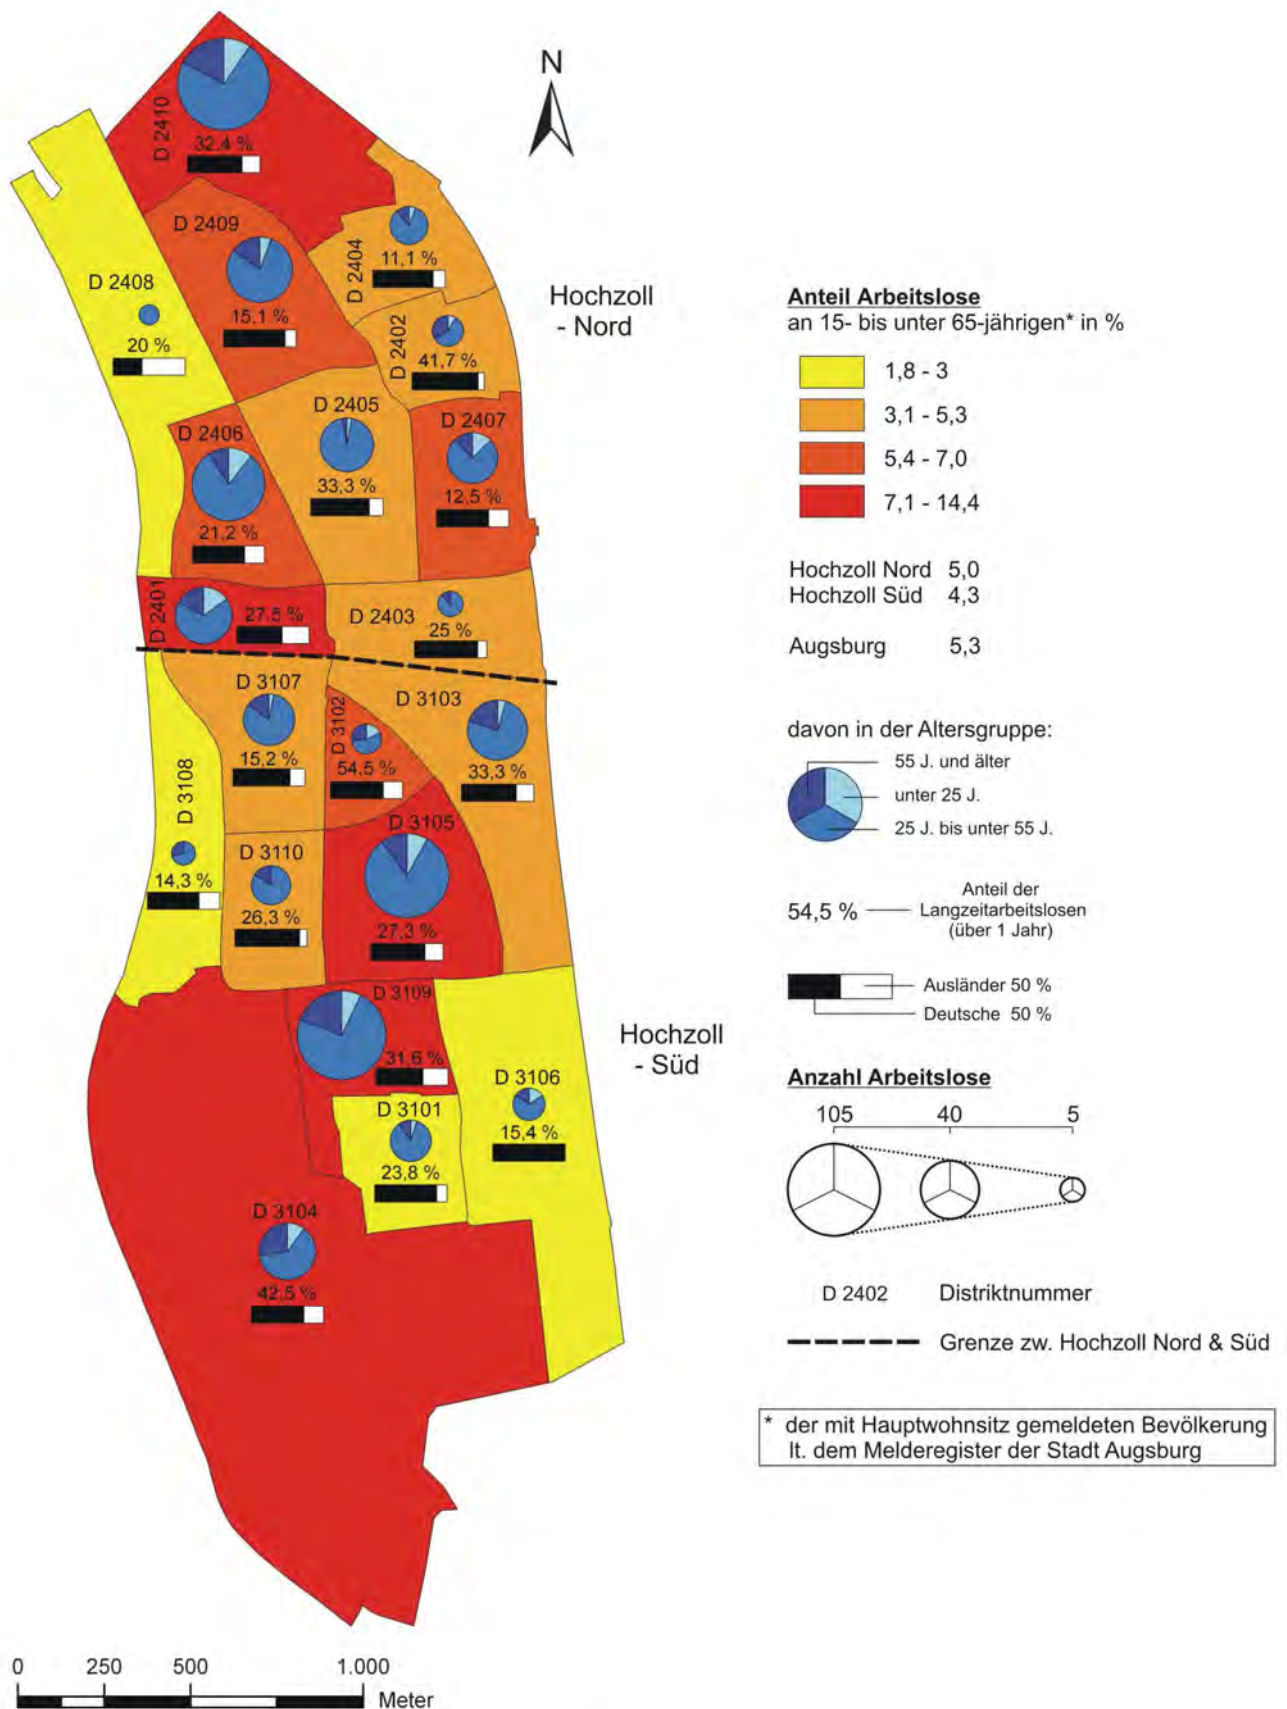 N
D 2410
32,4 %
D 2409
15,1 %
D 2404
11,1 %
D 2408
20 %
Hochzoll
- Nord
D 2402
41,7 %
D 2405
33,3 %
D 2407
12,5 %
D 2406
21,2 %
D 2401
27,5 %
D 2403
25 %
D 3107
15,2 %
D 3102
54,5 %
D 3103
33,3 %
D 3108
14,3 %
D 3110
26,3 %
D 3105
27,3 %
D 3109
31,6 %
Hochzoll
- Süd
D 3106
15,4 %
D 3101
23,8 %
D 3104
42,5 %
0 250 500 1.000
Meter
Anteil Arbeitslose
an 15- bis unter 65-jährigen* in %
1,8 - 3
3,1 - 5,3
5,4 - 7,0
7,1 - 14,4
Hochzoll Nord 5,0
Hochzoll Süd 4,3
Augsburg 5,3
davon in der Altersgruppe:
55 J. und älter
unter 25 J.
25 J. bis unter 55 J.
54,5 %
Anteil der
Langzeitarbeitslosen
(über 1 Jahr)
Ausländer 50 %
Deutsche 50 %
Anzahl Arbeitslose
105 40 5
D 2402 Distriktnummer
Grenze zw. Hochzoll Nord & Süd
* der mit Hauptwohnsitz gemeldeten Bevölkerung
lt. dem Melderegister der Stadt Augsburg